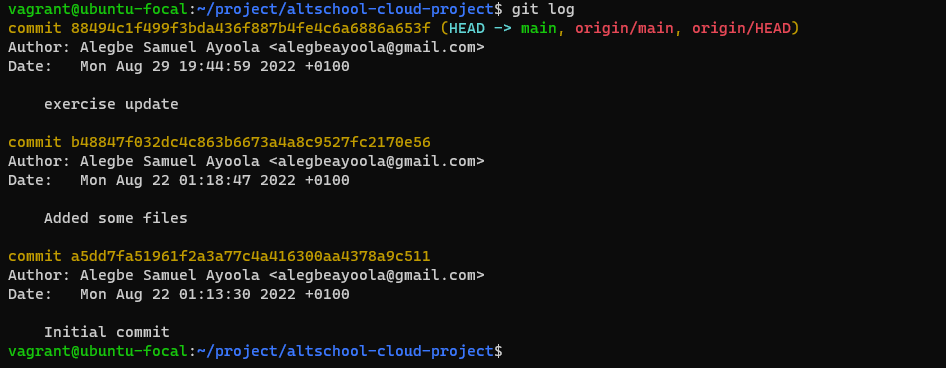 vagrant@ubuntu-focal:~/project/altschool-cloud-project$ git log
commit 88494c1f499f3bda436f887b4fe4c6a6886a653f (HEAD -> main, origin/main, origin/HEAD)
Author: Alegbe Samuel Ayoola <alegbeayoola@gmail.com>
Date:   Mon Aug 29 19:44:59 2022 +0100
    exercise update
commit b48847f032dc4c863b6673a4a8c9527fc2170e56
Author: Alegbe Samuel Ayoola <alegbeayoola@gmail.com>
Date:   Mon Aug 22 01:18:47 2022 +0100
    Added some files
commit a5dd7fa51961f2a3a77c4a416300aa4378a9c511
Author: Alegbe Samuel Ayoola <alegbeayoola@gmail.com>
Date:   Mon Aug 22 01:13:30 2022 +0100
    Initial commit
vagrant@ubuntu-focal:~/project/altschool-cloud-project$